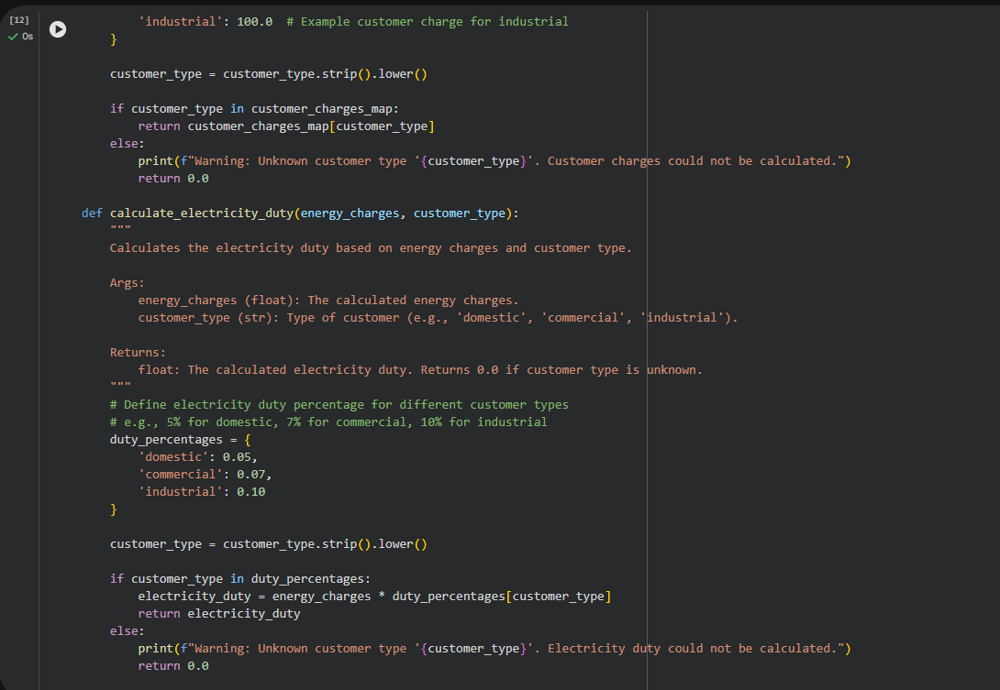 [12]
0s
'industrial': 100.0  # Example customer charge for industrial
}
customer_type = customer_type.strip().lower()
if customer_type in customer_charges_map:
return customer_charges_map[customer_type]
else:
print(f"Warning: Unknown customer type '{customer_type}'. Customer charges could not be calculated.")
return 0.0
def calculate_electricity_duty(energy_charges, customer_type):
"""
Calculates the electricity duty based on energy charges and customer type.
Args:
energy_charges (float): The calculated energy charges.
customer_type (str): Type of customer (e.g., 'domestic', 'commercial', 'industrial').
Returns:
float: The calculated electricity duty. Returns 0.0 if customer type is unknown.
"""
# Define electricity duty percentage for different customer types
# e.g., 5% for domestic, 7% for commercial, 10% for industrial
duty_percentages = {
'domestic': 0.05,
'commercial': 0.07,
'industrial': 0.10
}
customer_type = customer_type.strip().lower()
if customer_type in duty_percentages:
electricity_duty = energy_charges * duty_percentages[customer_type]
return electricity_duty
else:
print(f"Warning: Unknown customer type '{customer_type}'. Electricity duty could not be calculated.")
return 0.0